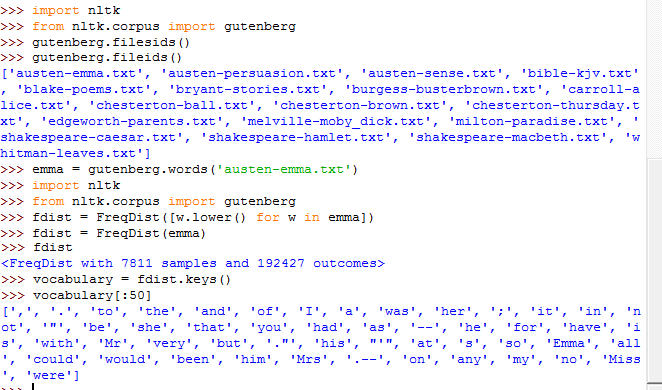 >>> import nltk
>>> from nltk.corpus import gutenberg
>>> gutenberg.filesids()
>>> gutenberg.fileids()
['austen-emma.txt', 'austen-persuasion.txt', 'austen-sense.txt', 'bible-kjv.txt'
, 'blake-poems.txt', 'bryant-stories.txt', 'burgess-busterbrown.txt', 'carroll-a
lice.txt', 'chesterton-ball.txt', 'chesterton-brown.txt', 'chesterton-thursday.t
xt', 'edgeworth-parents.txt', 'melville-moby_dick.txt', 'milton-paradise.txt', '
shakespeare-caesar.txt', 'shakespeare-hamlet.txt', 'shakespeare-macbeth.txt', 'w
hitman-leaves.txt']
>>> emma = gutenberg.words('austen-emma.txt')
>>> import nltk
>>> from nltk.corpus import gutenberg
>>> fdist = FreqDist([w.lower() for w in emma])
>>> fdist = FreqDist(emma)
>>> fdist
<FreqDist with 7811 samples and 192427 outcomes>
>>> vocabulary = fdist.keys()
>>> vocabulary[:50]
[',', '.', 'to', 'the', 'and', 'of', 'I', 'a', 'was', 'her', ';', 'it', 'in', 'n
ot', '"', 'be', 'she', 'that', 'you', 'had', 'as', '--', 'he', 'for', 'have', 'i
s', 'with', 'Mr', 'very', 'but', '."', 'his', "'", 'at', 's', 'so', 'Emma', 'all
', 'could', 'would', 'been', 'him', 'Mrs', '.--', 'on', 'any', 'my', 'no', 'Miss
', 'were']
>>>